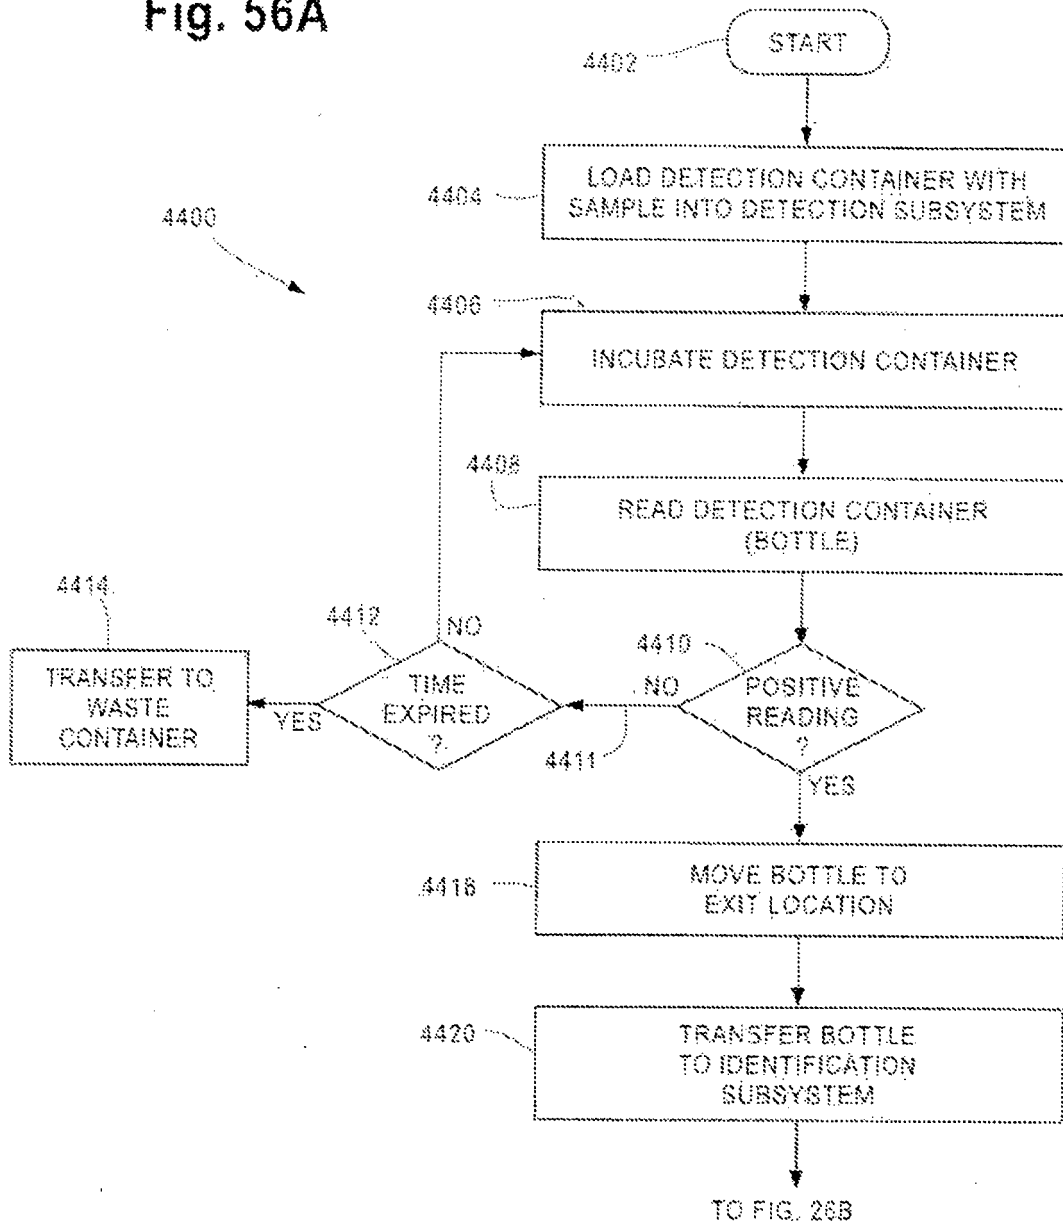 Fig. 56A
START
4402
LOAD DETECTION CONTAINER WITH
SAMPLE INTO DETECTION SUBSYSTEM
4404
4400
4406
INCUBATE DETECTION CONTAINER
4408
READ DETECTION CONTAINER
(BOTTLE)
4414
4412
NO
4410
TRANSFER TO
WASTE
CONTAINER
YES
TIME
EXPIRED
?
NO
4411
POSITIVE
READING
?
YES
4418
MOVE BOTTLE TO
EXIT LOCATION
4420
TRANSFER BOTTLE
TO IDENTIFICATION
SUBSYSTEM
TO FIG. 26B